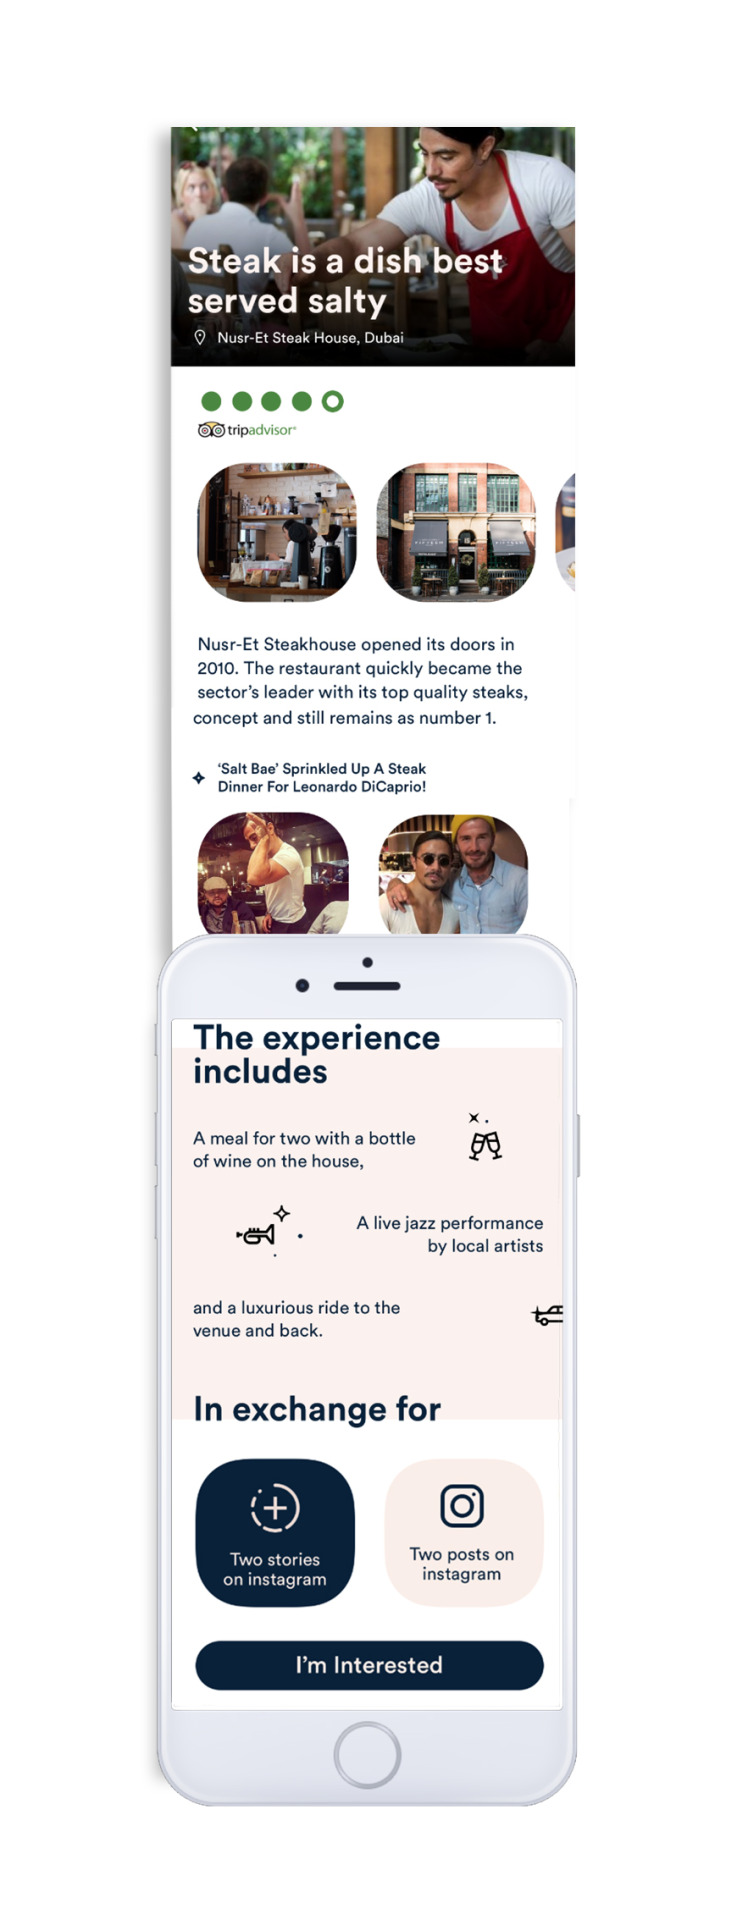 Steak is a dish best
served salty
Nusr-Et Steak House, Dubai
tripadvisor®
Nusr-Et Steakhouse opened its doors in
2010. The restaurant quickly became the
sector's leader with its top quality steaks,
concept and still remains as number 1.
‘Salt Bae’ Sprinkled Up A Steak
Dinner For Leonardo DiCaprio!
The experience
includes
A meal for two with a bottle
of wine on the house,
A live jazz performance
by local artists
and a luxurious ride to the
venue and back.
In exchange for
Two stories
on instagram
Two posts on
instagram
I’m Interested